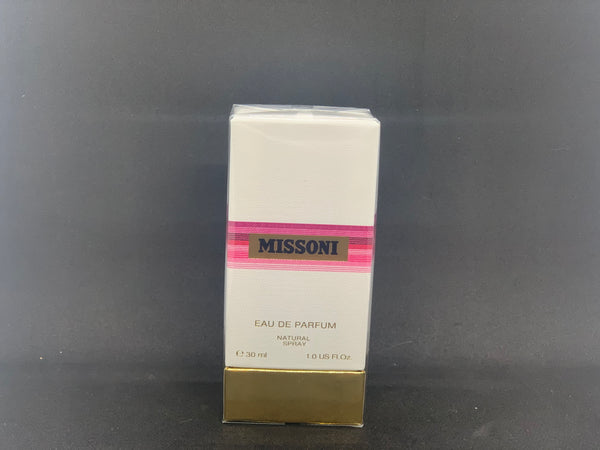 MISSONI
EAU DE PARFUM
NATURAL
SPRAY
℮ 30 ml 1.0 US Fl.Oz.